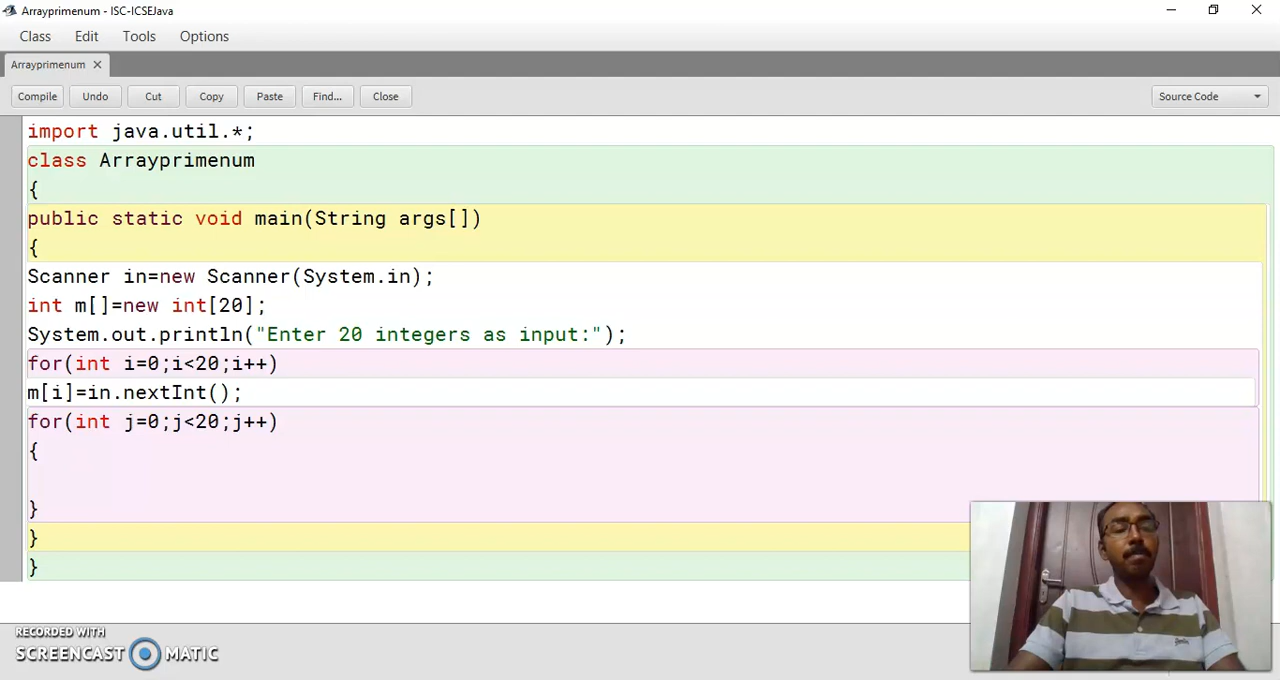 Arrayprimenum - ISC-ICSEJava
Class Edit Tools Options
Arrayprimenum
Compile Undo Cut Copy Paste Find... Close Source Code
import java.util.*;
class Arrayprimenum
{
public static void main(String args[])
{
Scanner in=new Scanner(System.in);
int m[]=new int[20];
System.out.println("Enter 20 integers as input:");
for(int i=0;i<20;i++)
m[i]=in.nextInt();
for(int j=0;j<20;j++)
{
}
}
}
RECORDED WITH
SCREENCAST MATIC